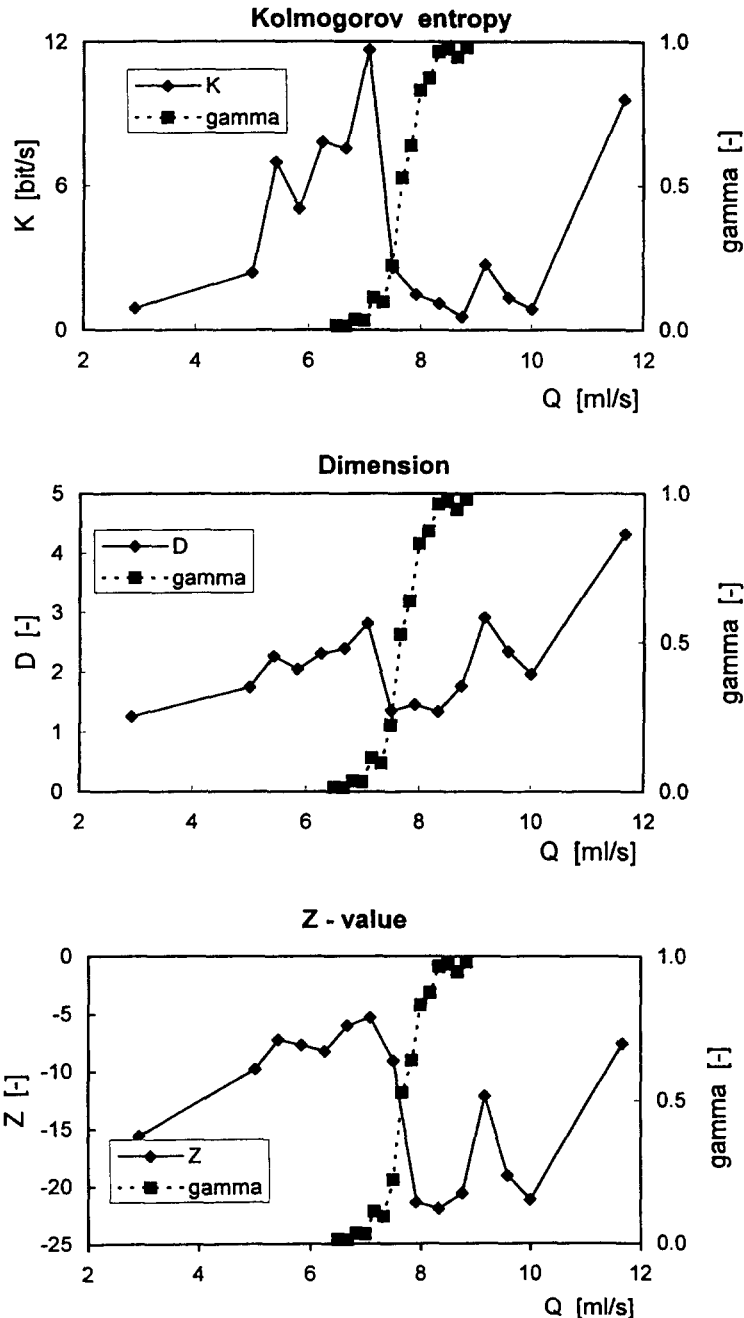 Kolmogorov entropy
12
6
0
K [bit/s]
K
gamma
1.0
0.5
0.0
gamma [-]
2 4 6 8 10 12
Q [ml/s]
Dimension
5
4
3
2
1
0
D [-]
D
gamma
1.0
0.5
0.0
gamma [-]
2 4 6 8 10 12
Q [ml/s]
Z - value
0
-5
-10
-15
-20
-25
Z [-]
Z
gamma
1.0
0.5
0.0
gamma [-]
2 4 6 8 10 12
Q [ml/s]